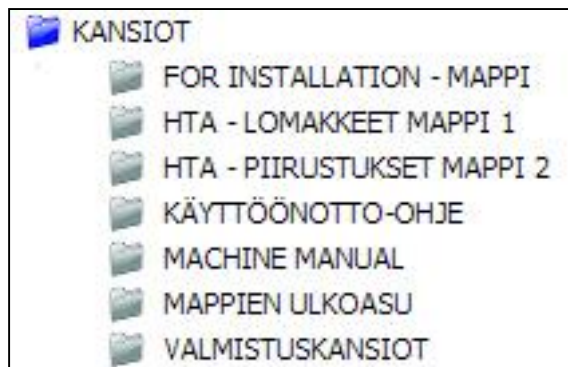 KANSIOT
FOR INSTALLATION - MAPPI
HTA - LOMAKKEET MAPPI 1
HTA - PIIRUSTUKSET MAPPI 2
KÄYTTÖÖNOTTO-OHJE
MACHINE MANUAL
MAPPIEN ULKOASU
VALMISTUSKANSIOT